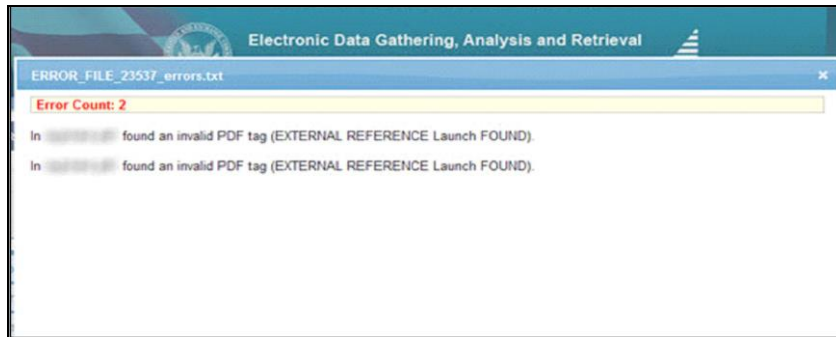 Electronic Data Gathering, Analysis and Retrieval
ERROR_FILE_23537_errors.txt
Error Count: 2
In found an invalid PDF tag (EXTERNAL REFERENCE Launch FOUND).
In found an invalid PDF tag (EXTERNAL REFERENCE Launch FOUND).